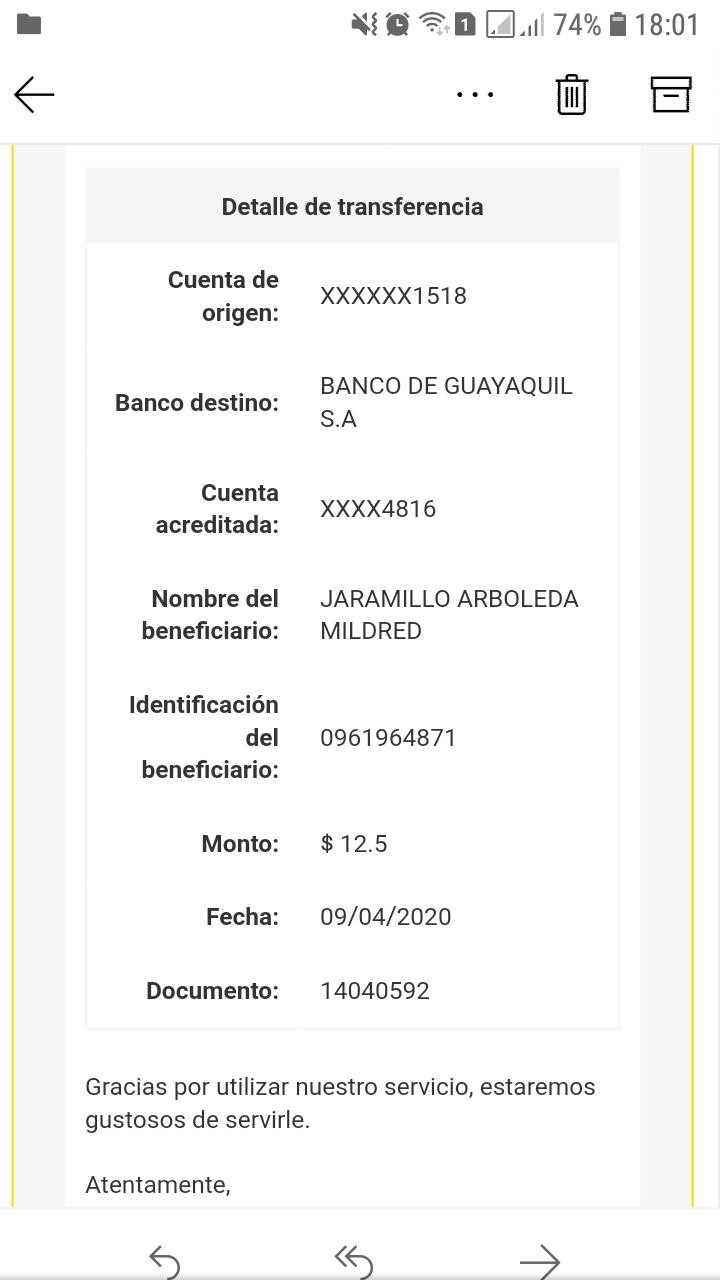 1 74% 18:01
Detalle de transferencia
Cuenta de
origen:
XXXXXX1518
Banco destino:
BANCO DE GUAYAQUIL
S.A
Cuenta
acreditada:
XXXX4816
Nombre del
beneficiario:
JARAMILLO ARBOLEDA
MILDRED
Identificación
del
beneficiario:
0961964871
Monto:
$ 12.5
Fecha:
09/04/2020
Documento:
14040592
Gracias por utilizar nuestro servicio, estaremos
gustosos de servirle.
Atentamente,